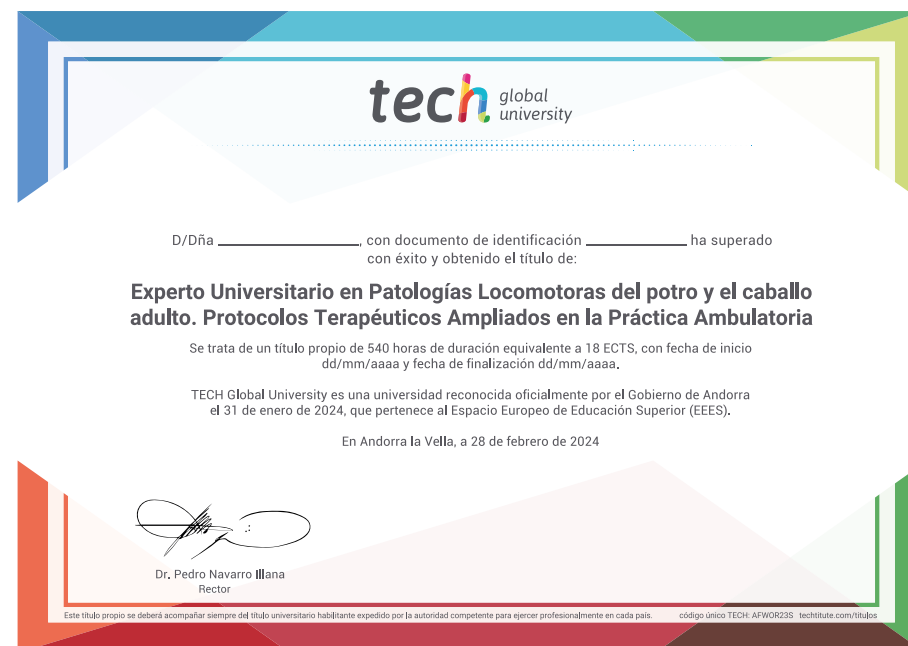 tech global university
D/Dña ____________, con documento de identificación ____________ ha superado
con éxito y obtenido el título de:
Experto Universitario en Patologías Locomotoras del potro y el caballo
adulto. Protocolos Terapéuticos Ampliados en la Práctica Ambulatoria
Se trata de un título propio de 540 horas de duración equivalente a 18 ECTS, con fecha de inicio
dd/mm/aaaa y fecha de finalización dd/mm/aaaa.
TECH Global University es una universidad reconocida oficialmente por el Gobierno de Andorra
el 31 de enero de 2024, que pertenece al Espacio Europeo de Educación Superior (EEES).
En Andorra la Vella, a 28 de febrero de 2024
Dr. Pedro Navarro Illana
Rector
Este título propio se deberá acompañar siempre del título universitario habilitante expedido por la autoridad competente para ejercer profesionalmente en cada país. código único TECH: AFWOR23S techtitute.com/titulos